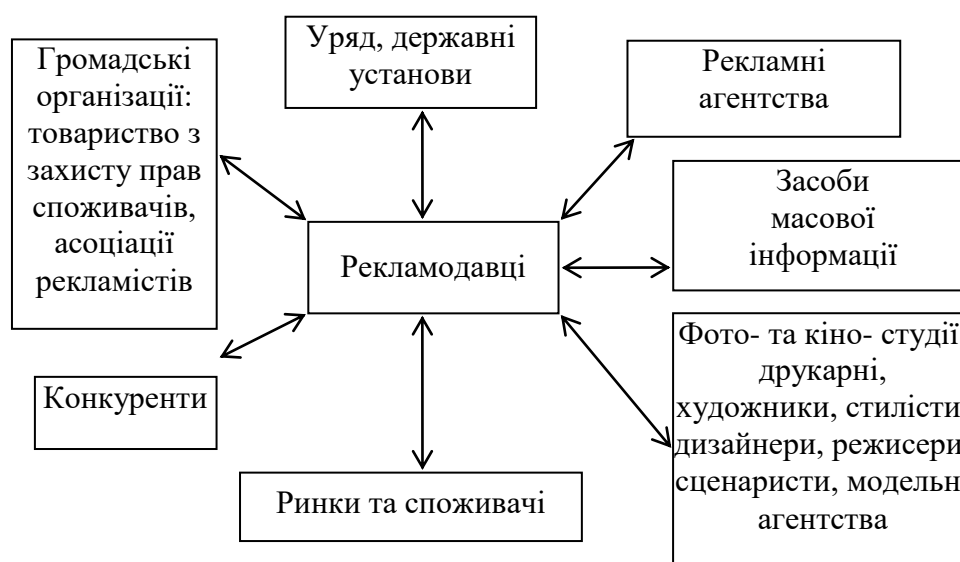 Громадські
організації:
товариство з
захисту прав
споживачів,
асоціації
рекламістів
Уряд, державні
установи
Рекламні
агентства
Засоби
масової
інформації
Рекламодавці
Конкуренти
Ринки та споживачі
Фото- та кіно- студії
друкарні,
художники, стилісти
дизайнери, режисери
сценаристи, модельн
агентства